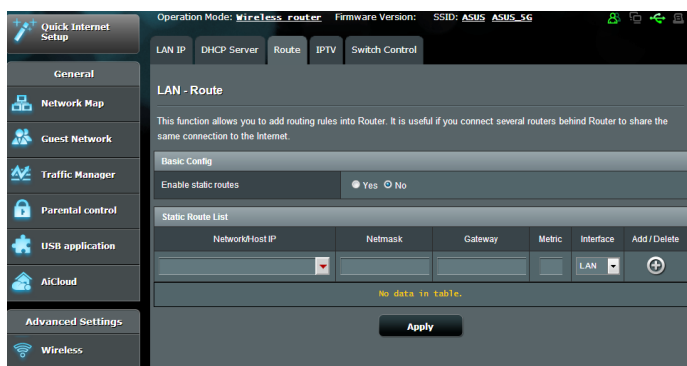 Operation Mode: Wireless router Firmware Version: SSID: ASUS ASUS_5G
Quick Internet
Setup
LAN IP DHCP Server Route IPTV Switch Control
General
Network Map
Guest Network
Traffic Manager
Parental control
USB application
AiCloud
Advanced Settings
Wireless
LAN - Route
This function allows you to add routing rules into Router. It is useful if you connect several routers behind Router to share the
same connection to the Internet.
Basic Config
Enable static routes Yes No
Static Route List
Network/Host IP Netmask Gateway Metric Interface Add / Delete
LAN
No data in table.
Apply